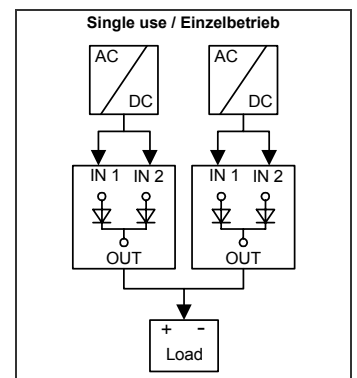 Single use / Einzelbetrieb
AC AC
DC DC
IN 1 IN 2 IN 1 IN 2
OUT OUT
+ -
Load